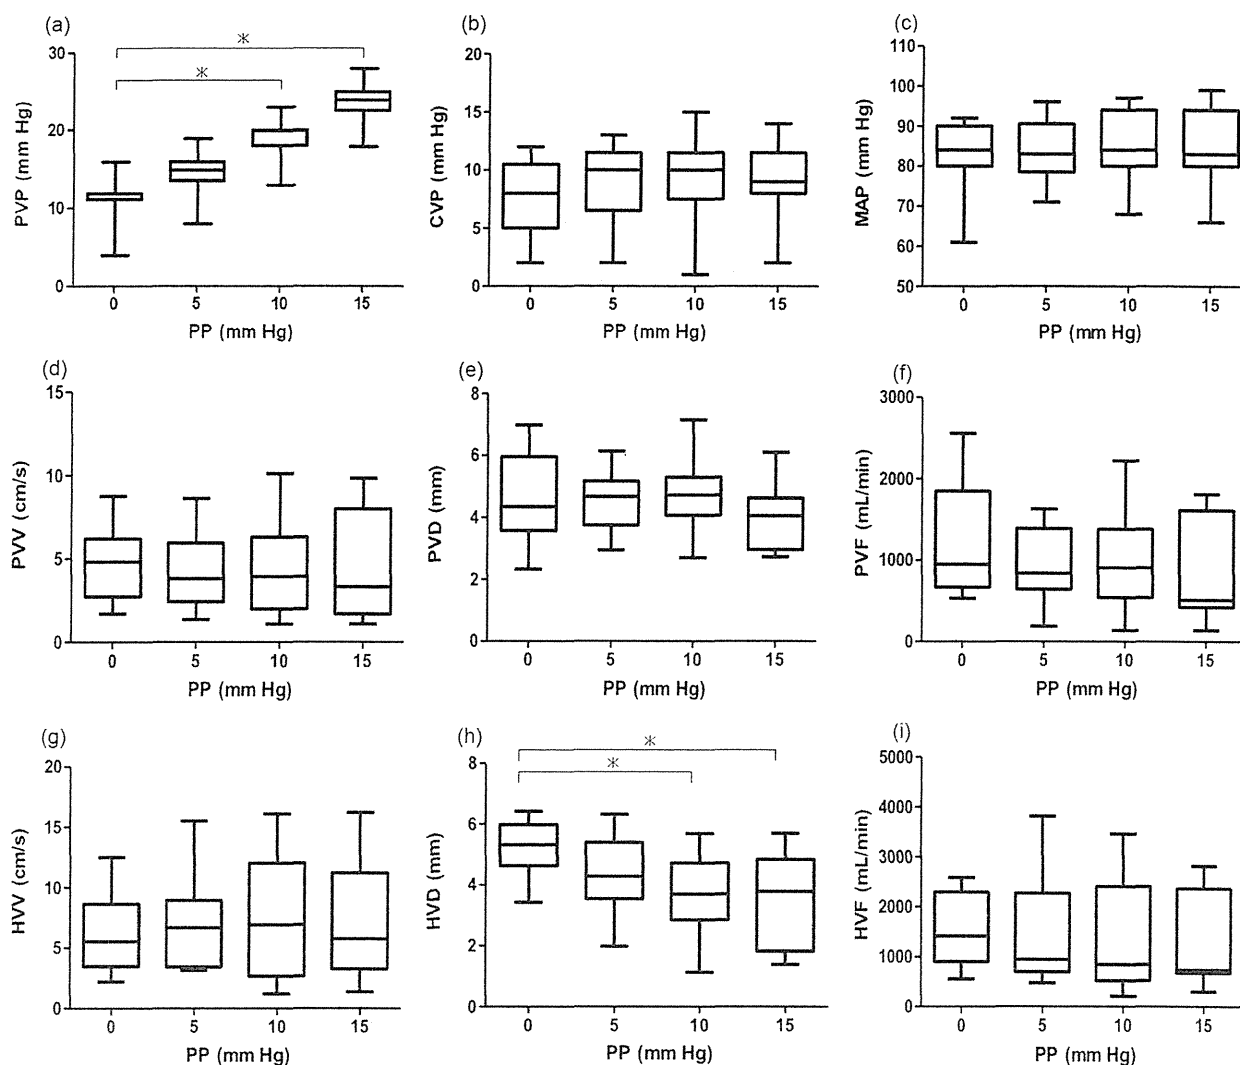 (a)
*
*
30
20
10
0
PVP (mm Hg)
0 5 10 15
PP (mm Hg)
(b)
20
15
10
5
0
CVP (mm Hg)
0 5 10 15
PP (mm Hg)
(c)
110
100
90
80
70
60
50
MAP (mm Hg)
0 5 10 15
PP (mm Hg)
(d)
15
10
5
0
PVV (cm/s)
0 5 10 15
PP (mm Hg)
(e)
8
6
4
2
0
PVD (mm)
0 5 10 15
PP (mm Hg)
(f)
3000
2000
1000
0
PVF (mL/min)
0 5 10 15
PP (mm Hg)
(g)
20
15
10
5
0
HVV (cm/s)
0 5 10 15
PP (mm Hg)
(h)
*
*
8
6
4
2
0
HVD (mm)
0 5 10 15
PP (mm Hg)
(i)
5000
4000
3000
2000
1000
0
HVF (mL/min)
0 5 10 15
PP (mm Hg)